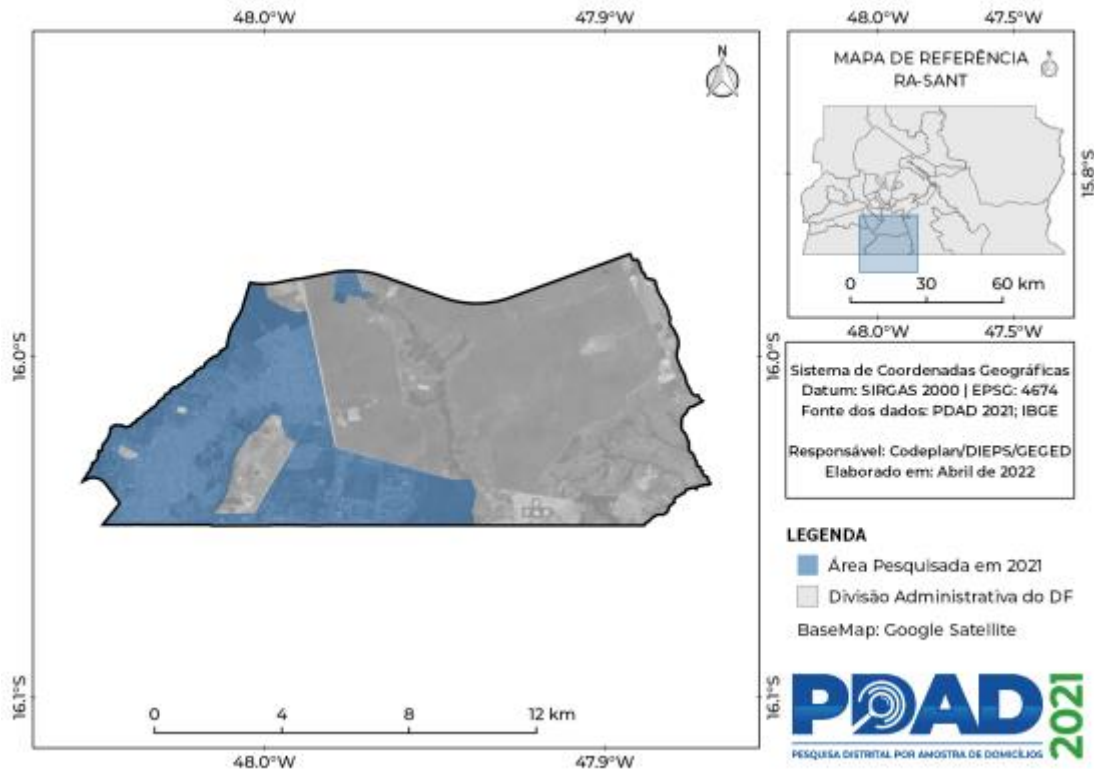 48.0°W
47.9°W
N
16.0°S
16.0°S
16.1°S
16.1°S
0
4
8
12 km
48.0°W
47.9°W
48.0°W
47.5°W
MAPA DE REFERÊNCIA
RA-SANT
15.8°S
0
30
60 km
48.0°W
47.5°W
Sistema de Coordenadas Geográficas
Datum: SIRGAS 2000 | EPSG: 4674
Fonte dos dados: PDAD 2021; IBGE
Responsável: Codeplan/DIEPS/GEGED
Elaborado em: Abril de 2022
LEGENDA
Área Pesquisada em 2021
Divisão Administrativa do DF
BaseMap: Google Satellite
PDAD
2021
PESQUISA DISTRITAL POR AMOSTRA DE DOMICÍLIOS